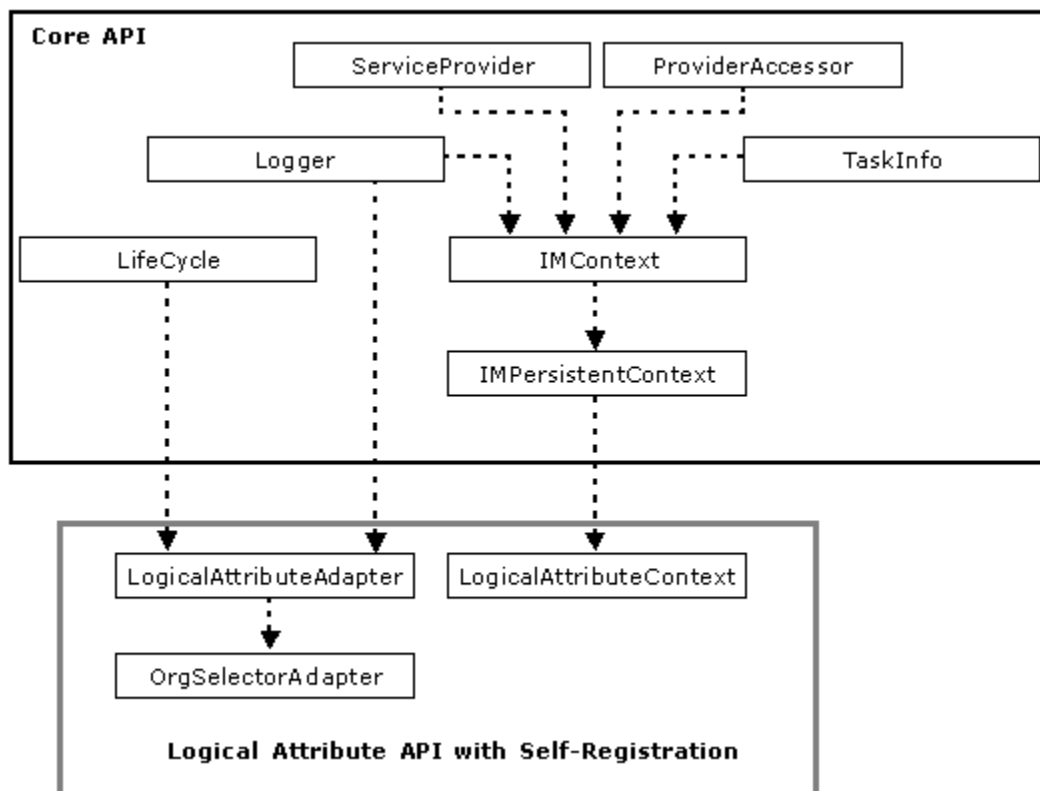 Core API
ServiceProvider
ProviderAccessor
Logger
TaskInfo
LifeCycle
IMContext
IMPersistentContext
LogicalAttributeAdapter
LogicalAttributeContext
OrgSelectorAdapter
Logical Attribute API with Self-Registration